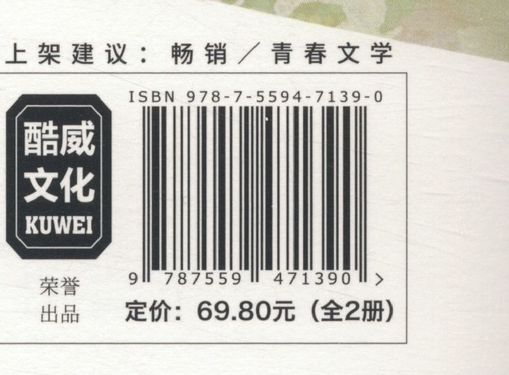 上架建议：畅销／青春文学
ISBN 978-7-5594-7139-0
酷威
文化
KUWEI
荣誉
出品
9 787559 471390 >
定价：69.80元（全2册）